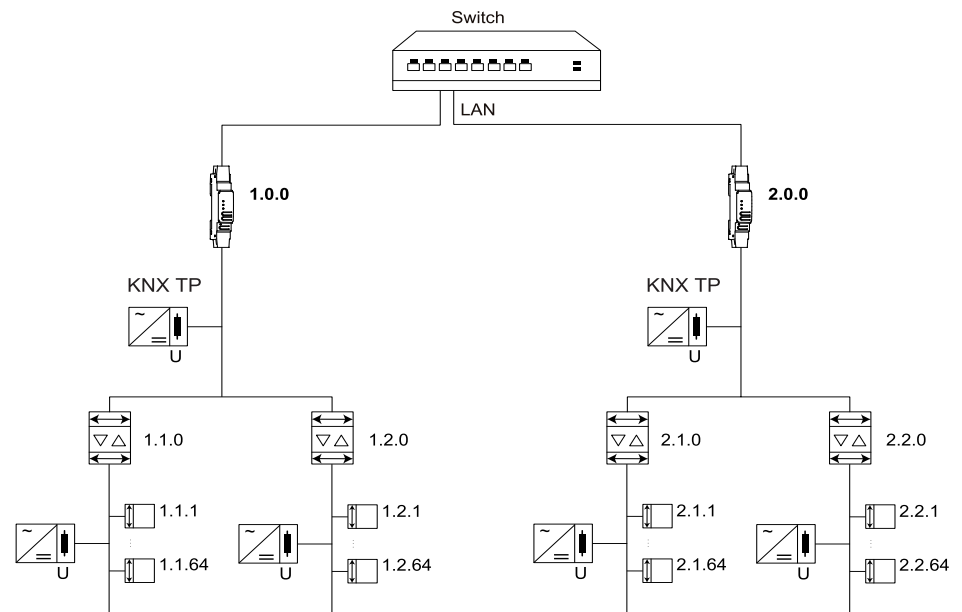 Switch
LAN
1.0.0
2.0.0
KNX TP
KNX TP
U
U
1.1.0
1.2.0
2.1.0
2.2.0
1.1.1
1.2.1
2.1.1
2.2.1
1.1.64
1.2.64
2.1.64
2.2.64
U
U
U
U